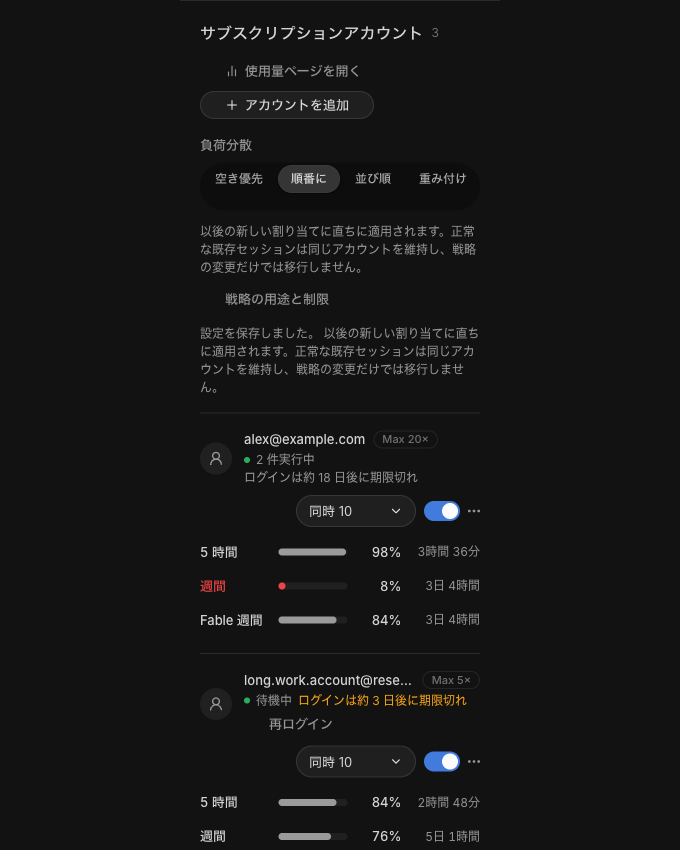 サブスクリプションアカウント 3
使用量ページを開く
+ アカウントを追加
負荷分散
空き優先 順番に 並び順 重み付け
以後の新しい割り当てに直ちに適用されます。正常
な既存セッションは同じアカウントを維持し、戦略
の変更だけでは移行しません。
戦略の用途と制限
設定を保存しました。 以後の新しい割り当てに直ち
に適用されます。正常な既存セッションは同じアカ
ウントを維持し、戦略の変更だけでは移行しませ
ん。
alex@example.com Max 20×
2 件実行中
ログインは約 18 日後に期限切れ
同時 10
5 時間 98% 3時間 36分
週間 8% 3日 4時間
Fable 週間 84% 3日 4時間
long.work.account@rese... Max 5×
待機中 ログインは約 3 日後に期限切れ
再ログイン
同時 10
5 時間 84% 2時間 48分
週間 76% 5日 1時間